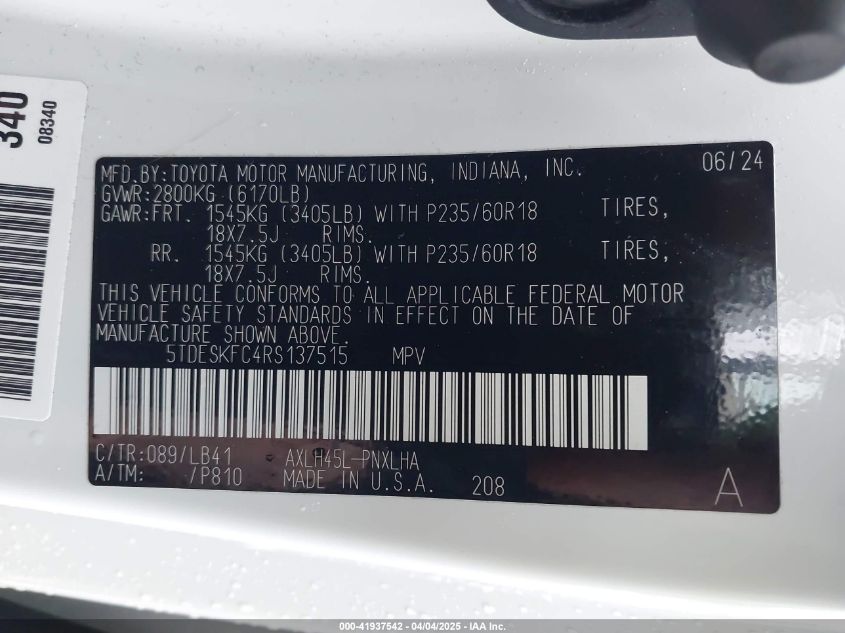 340
08340
MFD.BY:TOYOTA MOTOR MANUFACTURING, INDIANA, INC. 06/24
GVWR:2800KG (6170LB)
GAWR:FRT. 1545KG (3405LB) WITH P235/60R18 TIRES,
18X7.5J RIMS.
RR. 1545KG (3405LB) WITH P235/60R18 TIRES,
18X7.5J RIMS.
THIS VEHICLE CONFORMS TO ALL APPLICABLE FEDERAL MOTOR
VEHICLE SAFETY STANDARDS IN EFFECT ON THE DATE OF
MANUFACTURE SHOWN ABOVE.
5TDESKFC4RS137515 MPV
C/TR:089/LB41 AXLH45L-PNXLHA
A/TM: /P810 MADE IN U.S.A. 208 A
000-41937542 - 04/04/2025 - IAA Inc.